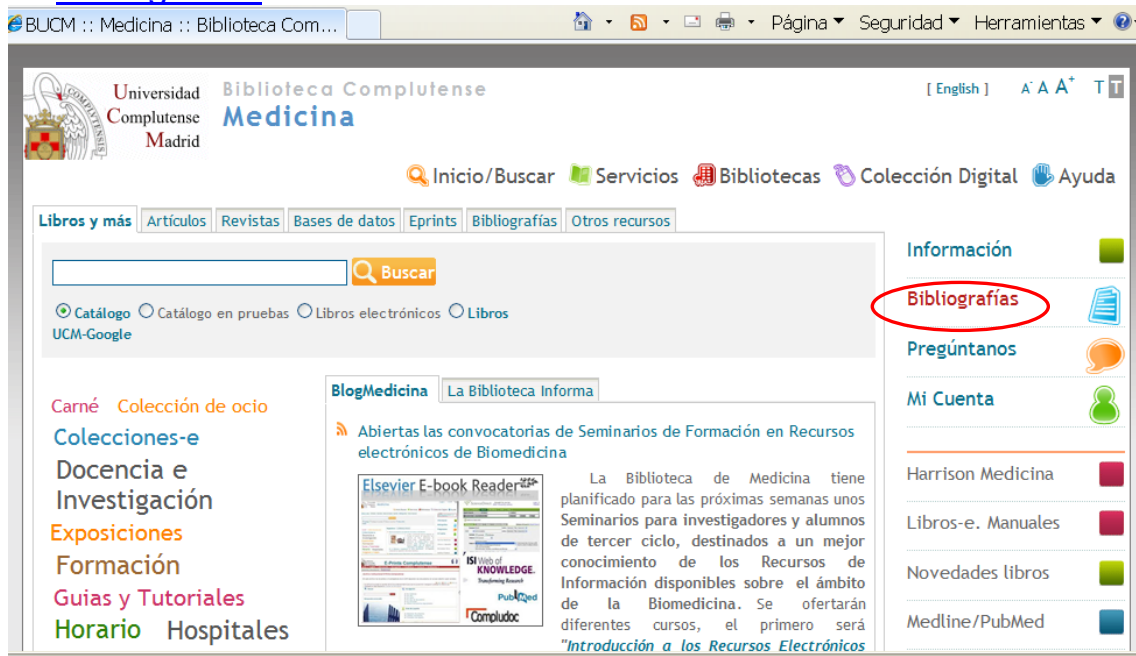 BUCM :: Medicina :: Biblioteca Com...
Página Seguridad Herramientas
Universidad
Complutense
Madrid
Biblioteca Complutense
Medicina
[ English ] A- A A+ T T
Inicio/Buscar Servicios Bibliotecas Colección Digital Ayuda
Libros y más Artículos Revistas Bases de datos Eprints Bibliografías Otros recursos
Buscar
Catálogo Catálogo en pruebas Libros electrónicos Libros
UCM-Google
Información
Bibliografías
Pregúntanos
Mi Cuenta
Harrison Medicina
Libros-e. Manuales
Novedades libros
Medline/PubMed
Carné Colección de ocio
Colecciones-e
Docencia e
Investigación
Exposiciones
Formación
Guias y Tutoriales
Horario Hospitales
BlogMedicina La Biblioteca Informa
Abiertas las convocatorias de Seminarios de Formación en Recursos
electrónicos de Biomedicina
Elsevier E-book Reader
ISI Web of
KNOWLEDGE.
Transforming Research
PubMed
Compludoc
La Biblioteca de Medicina tiene
planificado para las próximas semanas unos
Seminarios para investigadores y alumnos
de tercer ciclo, destinados a un mejor
conocimiento de los Recursos de
Información disponibles sobre el ámbito
de la Biomedicina. Se ofertarán
diferentes cursos, el primero será
"Introducción a los Recursos Electrónicos